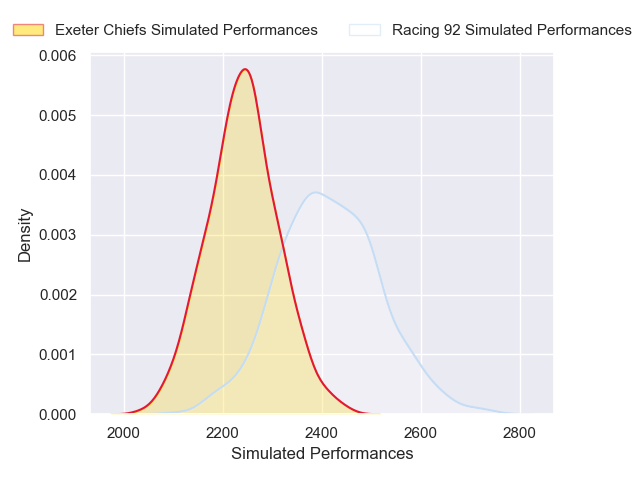 Exeter Chiefs Simulated Performances Racing 92 Simulated Performances
0.006
0.005
0.004
0.003
0.002
0.001
0.000
Density
2000 2200 2400 2600 2800
Simulated Performances